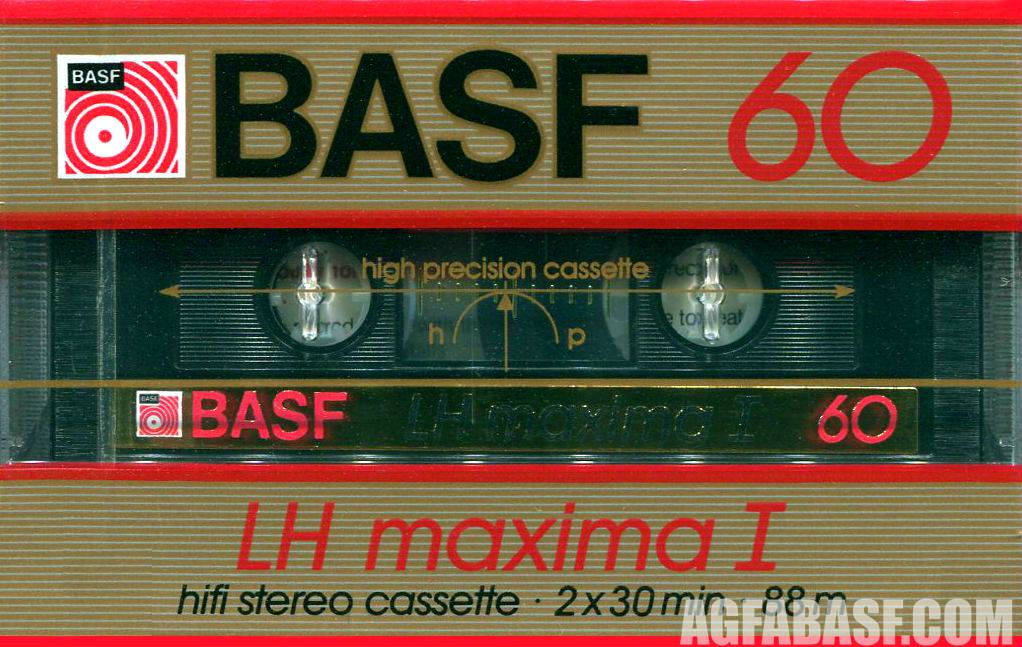 BASF
BASF 60
high precision cassette
h p
BASF
BASF LH maxima I 60
LH maxima I
hifi stereo cassette · 2 x 30 min · 88 m
AGFABASF.COM